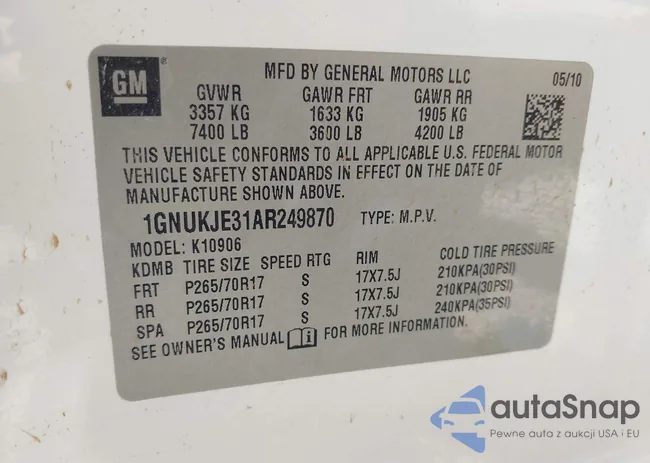 GM
®
MFD BY GENERAL MOTORS LLC 05/10
GVWR GAWR FRT GAWR RR
3357 KG 1633 KG 1905 KG
7400 LB 3600 LB 4200 LB
THIS VEHICLE CONFORMS TO ALL APPLICABLE U.S. FEDERAL MOTOR
VEHICLE SAFETY STANDARDS IN EFFECT ON THE DATE OF
MANUFACTURE SHOWN ABOVE.
1GNUKJE31AR249870 TYPE: M.P.V.
MODEL: K10906
KDMB TIRE SIZE SPEED RTG RIM COLD TIRE PRESSURE
FRT P265/70R17 S 17X7.5J 210KPA(30PSI)
RR P265/70R17 S 17X7.5J 210KPA(30PSI)
SPA P265/70R17 S 17X7.5J 240KPA(35PSI)
SEE OWNER'S MANUAL i FOR MORE INFORMATION.
autaSnap
Pewne auta z aukcji USA i EU